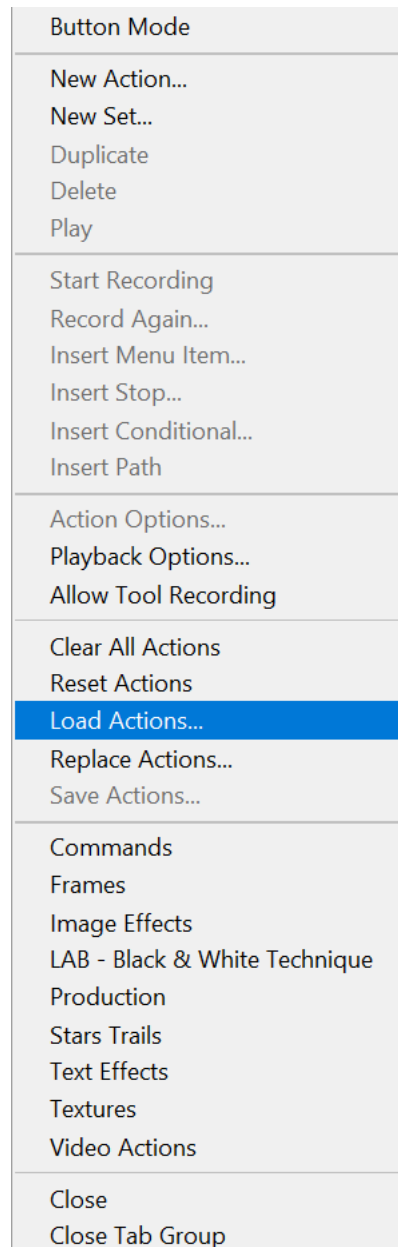 Button Mode
New Action...
New Set...
Duplicate
Delete
Play
Start Recording
Record Again...
Insert Menu Item...
Insert Stop...
Insert Conditional...
Insert Path
Action Options...
Playback Options...
Allow Tool Recording
Clear All Actions
Reset Actions
Load Actions...
Replace Actions...
Save Actions...
Commands
Frames
Image Effects
LAB - Black & White Technique
Production
Stars Trails
Text Effects
Textures
Video Actions
Close
Close Tab Group